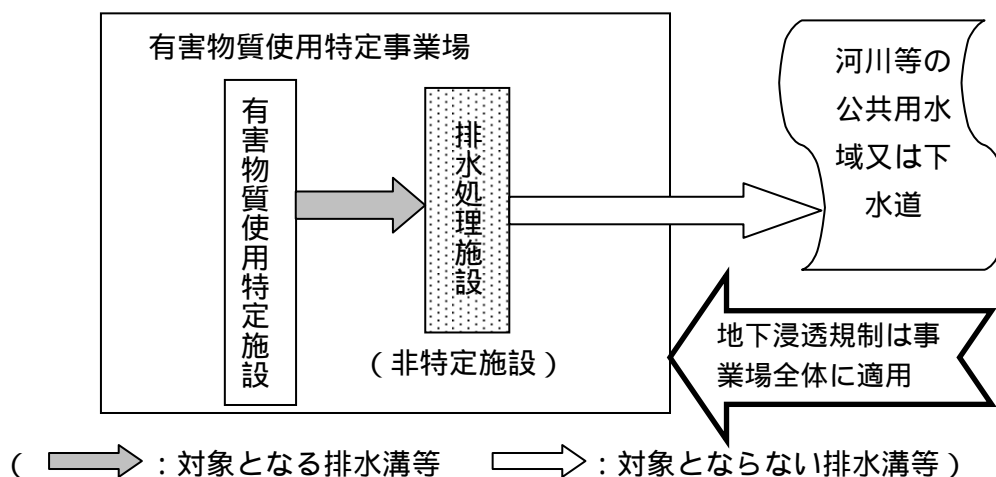 有害物質使用特定事業場
有害物質使用特定施設
排水処理施設
(非特定施設)
河川等の
公共用水
域又は下
水道
地下浸透規制は事
業場全体に適用
( :対象となる排水溝等 :対象とならない排水溝等)